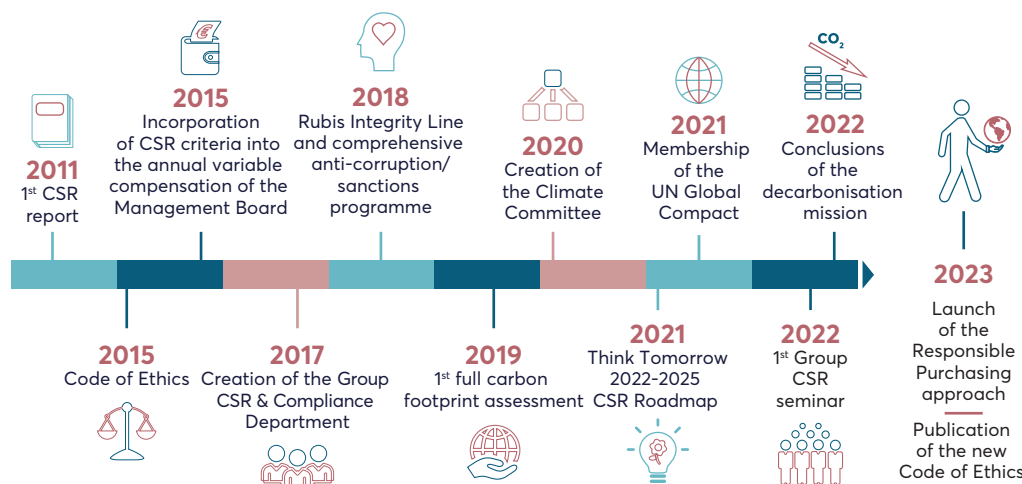 2011
1st CSR
report
2015
Incorporation
of CSR criteria into
the annual variable
compensation of the
Management Board
2018
Rubis Integrity Line
and comprehensive
anti-corruption/
sanctions
programme
2020
Creation of
the Climate
Committee
2021
Membership
of the
UN Global
Compact
CO2
2022
Conclusions
of the
decarbonisation
mission
2015
Code of Ethics
2017
Creation of the Group
CSR & Compliance
Department
2019
1st full carbon
footprint assessment
2021
Think Tomorrow
2022-2025
CSR Roadmap
2022
1st Group
CSR
seminar
2023
Launch
of the
Responsible
Purchasing
approach
Publication
of the new
Code of Ethics